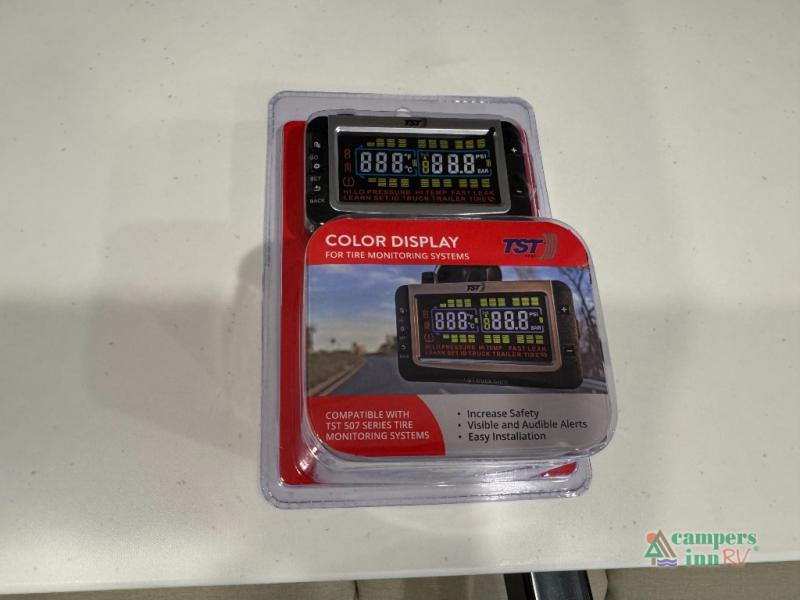 TST
888 °F 88.8 PSI
GO °C BAR
SET
BACK
HI LO PRESSURE HI TEMP FAST LEAK
LEARN SET ID TRUCK TRAILER TIRE
COLOR DISPLAY
FOR TIRE MONITORING SYSTEMS
TST
TST
888 °F 88.8 PSI
°C BAR
HI LO PRESSURE HI TEMP FAST LEAK
LEARN SET ID TRUCK TRAILER TIRE
COMPATIBLE WITH
TST 507 SERIES TIRE
MONITORING SYSTEMS
• Increase Safety
• Visible and Audible Alerts
• Easy Installation
campers
inn RV